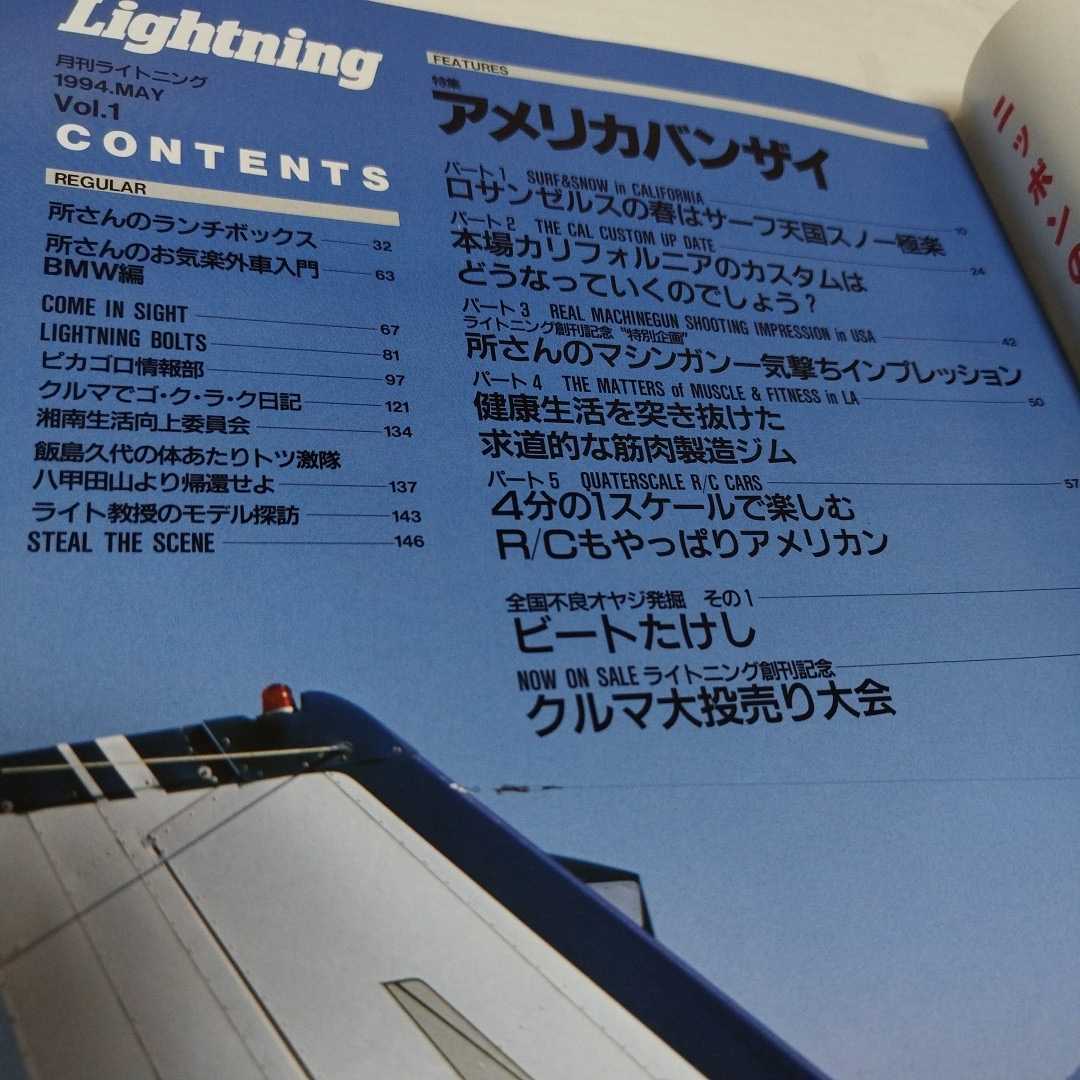 Lightning
月刊ライトニング
1994.MAY
Vol.1
CONTENTS
REGULAR
所さんのランチボックス 32
所さんのお気楽外車入門 63
BMW編
COME IN SIGHT 67
LIGHTNING BOLTS 81
ピカゴロ情報部 97
クルマでゴ・ク・ラ・ク日記 121
湘南生活向上委員会 134
飯島久代の体あたりトツ激隊
八甲田山より帰還せよ 137
ライト教授のモデル探訪 143
STEAL THE SCENE 146
FEATURES
特集
アメリカバンザイ
パート1 SURF&SNOW in CALIFORNIA
ロサンゼルスの春はサーフ天国スノー極楽 10
パート2 THE CAL CUSTOM UP DATE 24
本場カリフォルニアのカスタムは
どうなっていくのでしょう?
パート3 REAL MACHINEGUN SHOOTING IMPRESSION in USA 42
ライトニング創刊記念"特別企画"
所さんのマシンガン一気撃ちインプレッション
パート4 THE MATTERS of MUSCLE & FITNESS in LA 50
健康生活を突き抜けた
求道的な筋肉製造ジム
パート5 QUATERSCALE R/C CARS 57
4分の1スケールで楽しむ
R/Cもやっぱりアメリカン
全国不良オヤジ発掘 その1
ビートたけし
NOW ON SALE ライトニング創刊記念
クルマ大投売り大会
ニッポンの